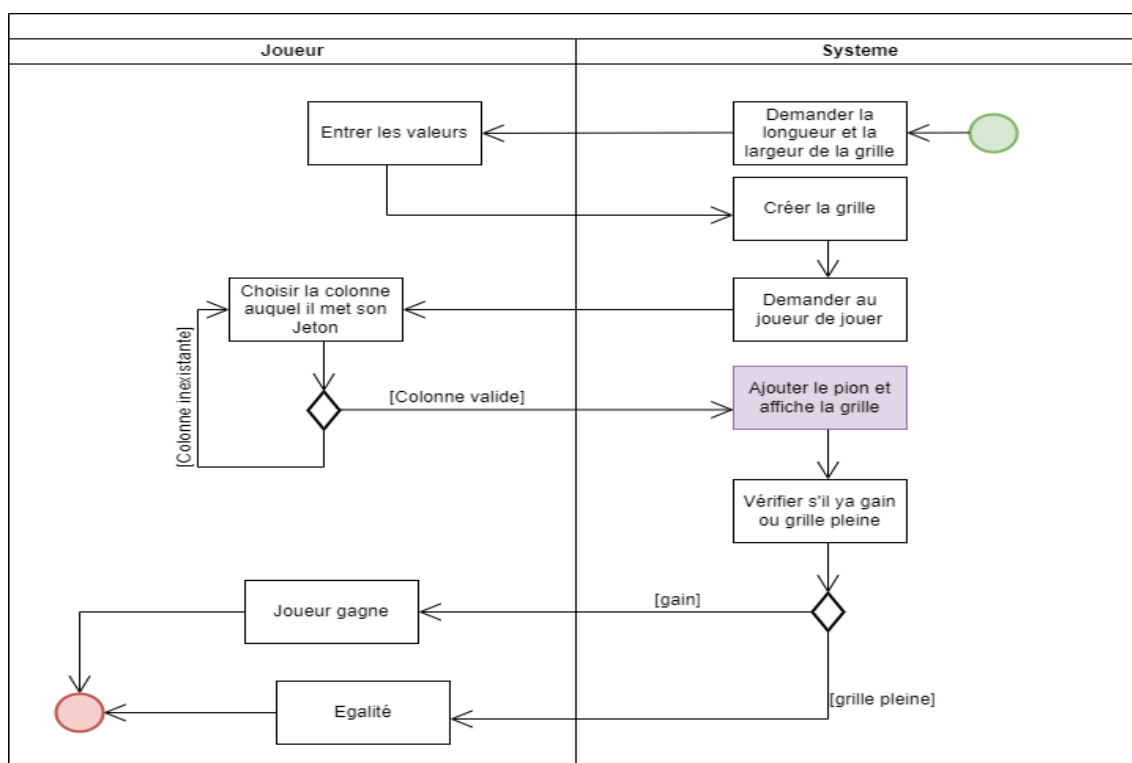 Joueur
Systeme
Entrer les valeurs
Demander la
longueur et la
largeur de la grille
Créer la grille
Choisir la colonne
auquel il met son
Jeton
Demander au
joueur de jouer
[Colonne inexistante]
[Colonne valide]
Ajouter le pion et
affiche la grille
Vérifier s'il ya gain
ou grille pleine
Joueur gagne
[gain]
Egalité
[grille pleine]